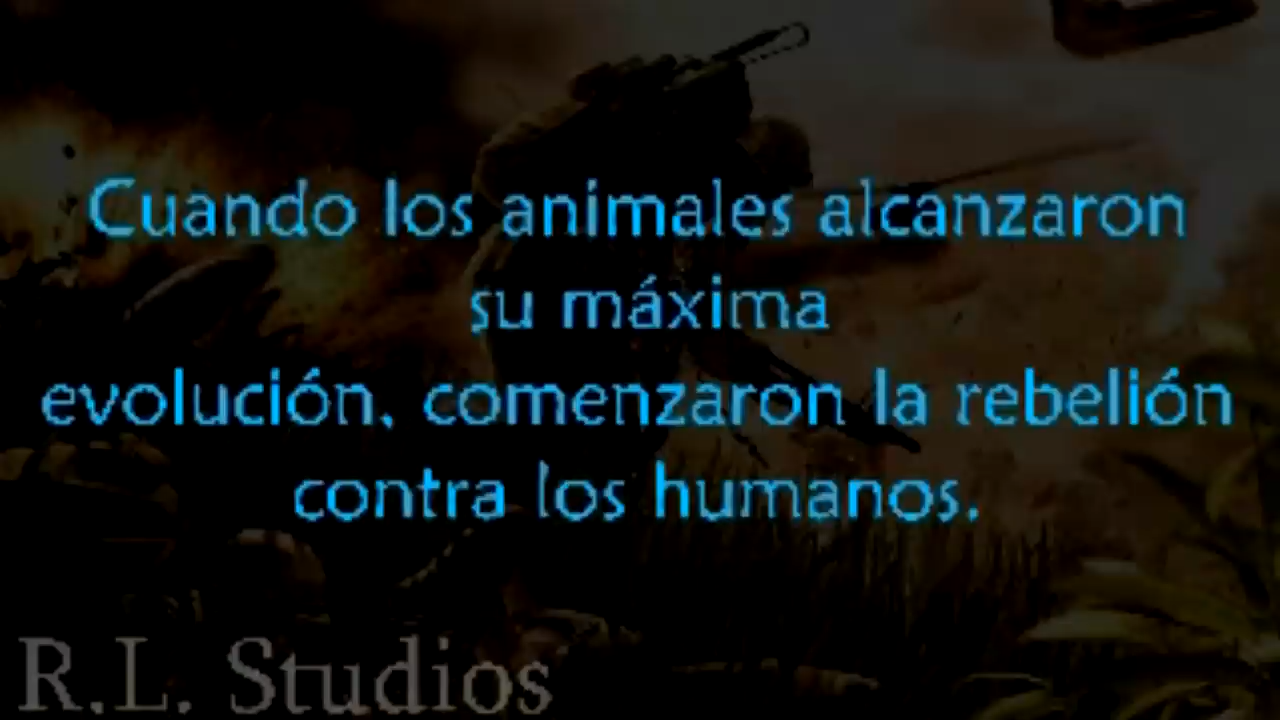 Cuando los animales alcanzaron
su máxima
evolución, comenzaron la rebelión
contra los humanos.
R.L. Studios